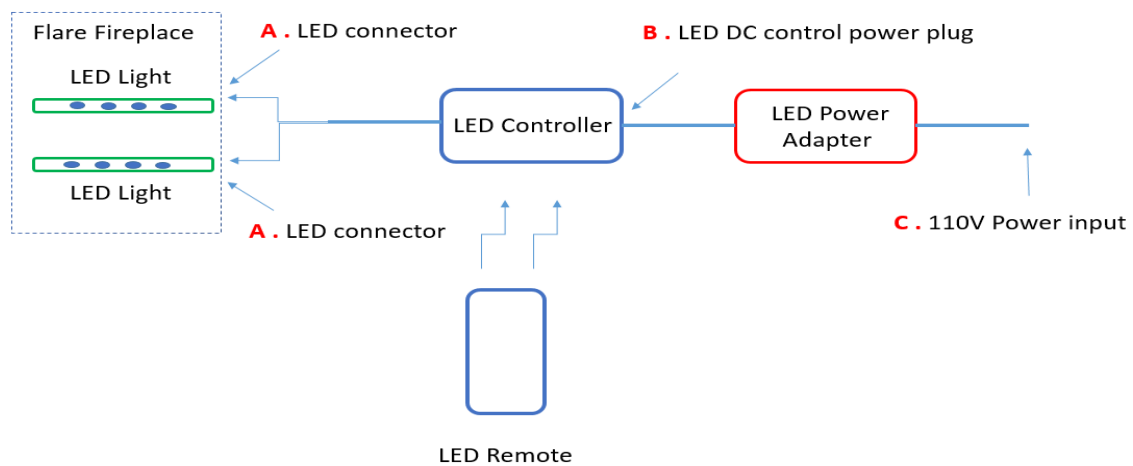 Flare Fireplace
A . LED connector
B . LED DC control power plug
LED Light
LED Controller
LED Power
Adapter
LED Light
A . LED connector
C . 110V Power input
LED Remote